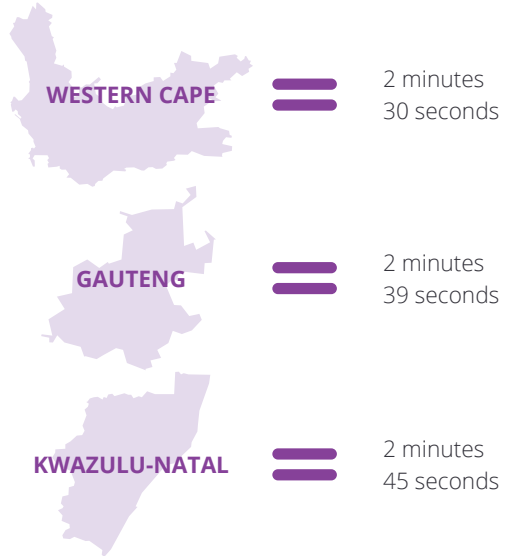 WESTERN CAPE
2 minutes
30 seconds
GAUTENG
2 minutes
39 seconds
KWAZULU-NATAL
2 minutes
45 seconds